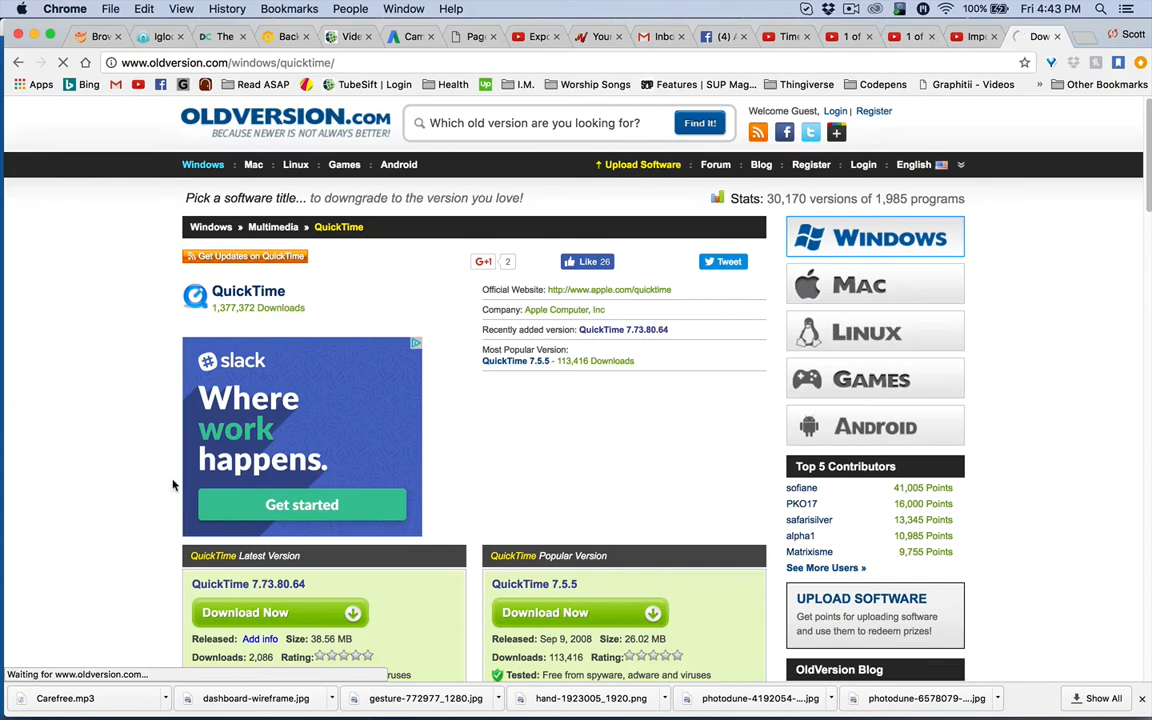 Chrome File Edit View History Bookmarks People Window Help 100% Fri 4:43 PM
Brov Iglo DC The Bac Vide Can Pag Exp Your Inbo (4) / Time 1 of 1 of Impo Dow Scott
www.oldversion.com/windows/quicktime/
Apps Bing Read ASAP TubeSift | Login Health I.M. Worship Songs Features | SUP Mag... Thingiverse Codepens Graphitii - Videos » Other Bookmarks
OLDVERSION.COM
BECAUSE NEWER IS NOT ALWAYS BETTER!
Which old version are you looking for? Find It!
Welcome Guest, Login | Register
Windows : Mac : Linux : Games : Android
↑ Upload Software : Forum : Blog : Register : Login : English
Pick a software title... to downgrade to the version you love!
Stats: 30,170 versions of 1,985 programs
Windows » Multimedia » QuickTime
Get Updates on QuickTime
G+1 2
Like 26
Tweet
QuickTime
1,377,372 Downloads
Official Website: http://www.apple.com/quicktime
Company: Apple Computer, Inc
Recently added version: QuickTime 7.73.80.64
Most Popular Version:
QuickTime 7.5.5 - 113,416 Downloads
slack
Where
work
happens.
Get started
QuickTime Latest Version
QuickTime 7.73.80.64
Download Now
Released: Add info Size: 38.56 MB
Downloads: 2,086 Rating:
ruses
QuickTime Popular Version
QuickTime 7.5.5
Download Now
Released: Sep 9, 2008 Size: 26.02 MB
Downloads: 113,416 Rating:
Tested: Free from spyware, adware and viruses
WINDOWS
MAC
LINUX
GAMES
ANDROID
Top 5 Contributors
sofiane 41,005 Points
PKO17 16,000 Points
safarisilver 13,345 Points
alpha1 10,985 Points
Matrixisme 9,755 Points
See More Users »
UPLOAD SOFTWARE
Get points for uploading software
and use them to redeem prizes!
OldVersion Blog
Waiting for www.oldversion.com...
Carefree.mp3 dashboard-wireframe.jpg gesture-772977_1280.jpg hand-1923005_1920.png photodune-4192054-....jpg photodune-6578079-....jpg Show All